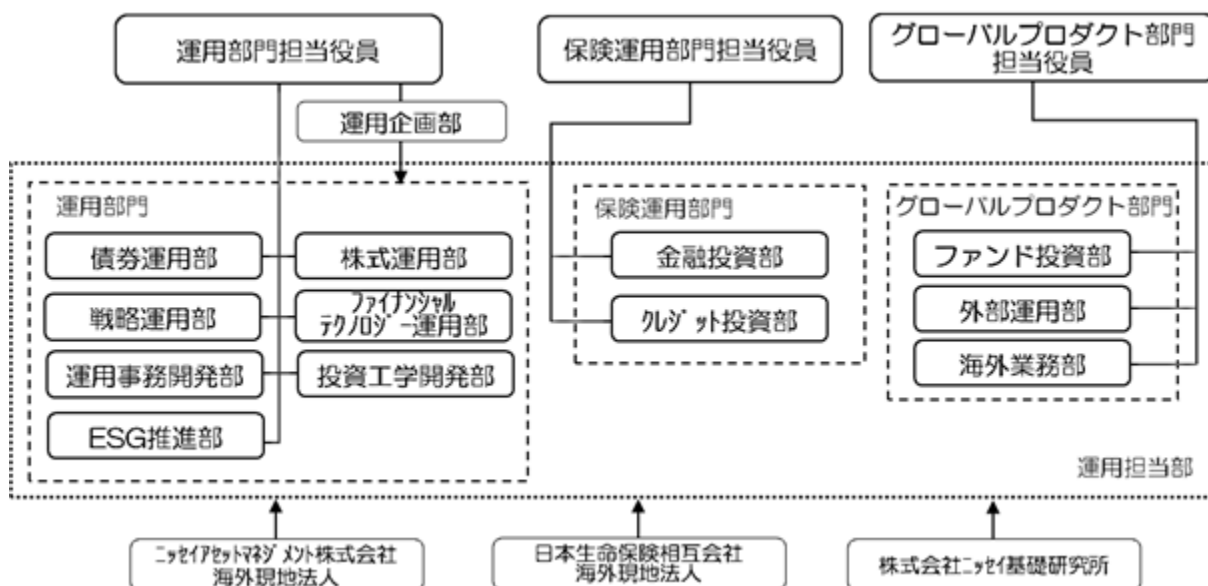 運用部門担当役員
保険運用部門担当役員
グローバルプロダクト部門
担当役員
運用企画部
運用部門
債券運用部
株式運用部
戦略運用部
ﾌｧｲﾅﾝｼｬﾙ
ﾃｸﾉﾛｼﾞｰ運用部
運用事務開発部
投資工学開発部
ESG推進部
保険運用部門
金融投資部
ｸﾚｼﾞｯﾄ投資部
グローバルプロダクト部門
ファンド投資部
外部運用部
海外業務部
運用担当部
ﾆｯｾｲｱｾｯﾄﾏﾈｼﾞﾒﾝﾄ株式会社
海外現地法人
日本生命保険相互会社
海外現地法人
株式会社ﾆｯｾｲ基礎研究所